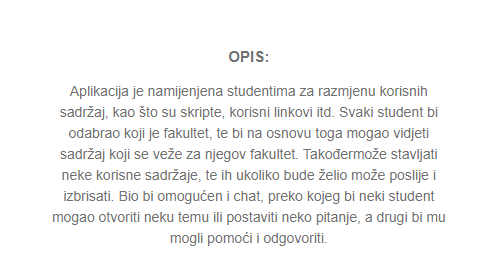 OPIS:
Aplikacija je namijenjena studentima za razmjenu korisnih
sadržaj, kao što su skripte, korisni linkovi itd. Svaki student bi
odabrao koji je fakultet, te bi na osnovu toga mogao vidjeti
sadržaj koji se veže za njegov fakultet. Takođermože stavljati
neke korisne sadržaje, te ih ukoliko bude želio može poslije i
izbrisati. Bio bi omogućen i chat, preko kojeg bi neki student
mogao otvoriti neku temu ili postaviti neko pitanje, a drugi bi mu
mogli pomoći i odgovoriti.